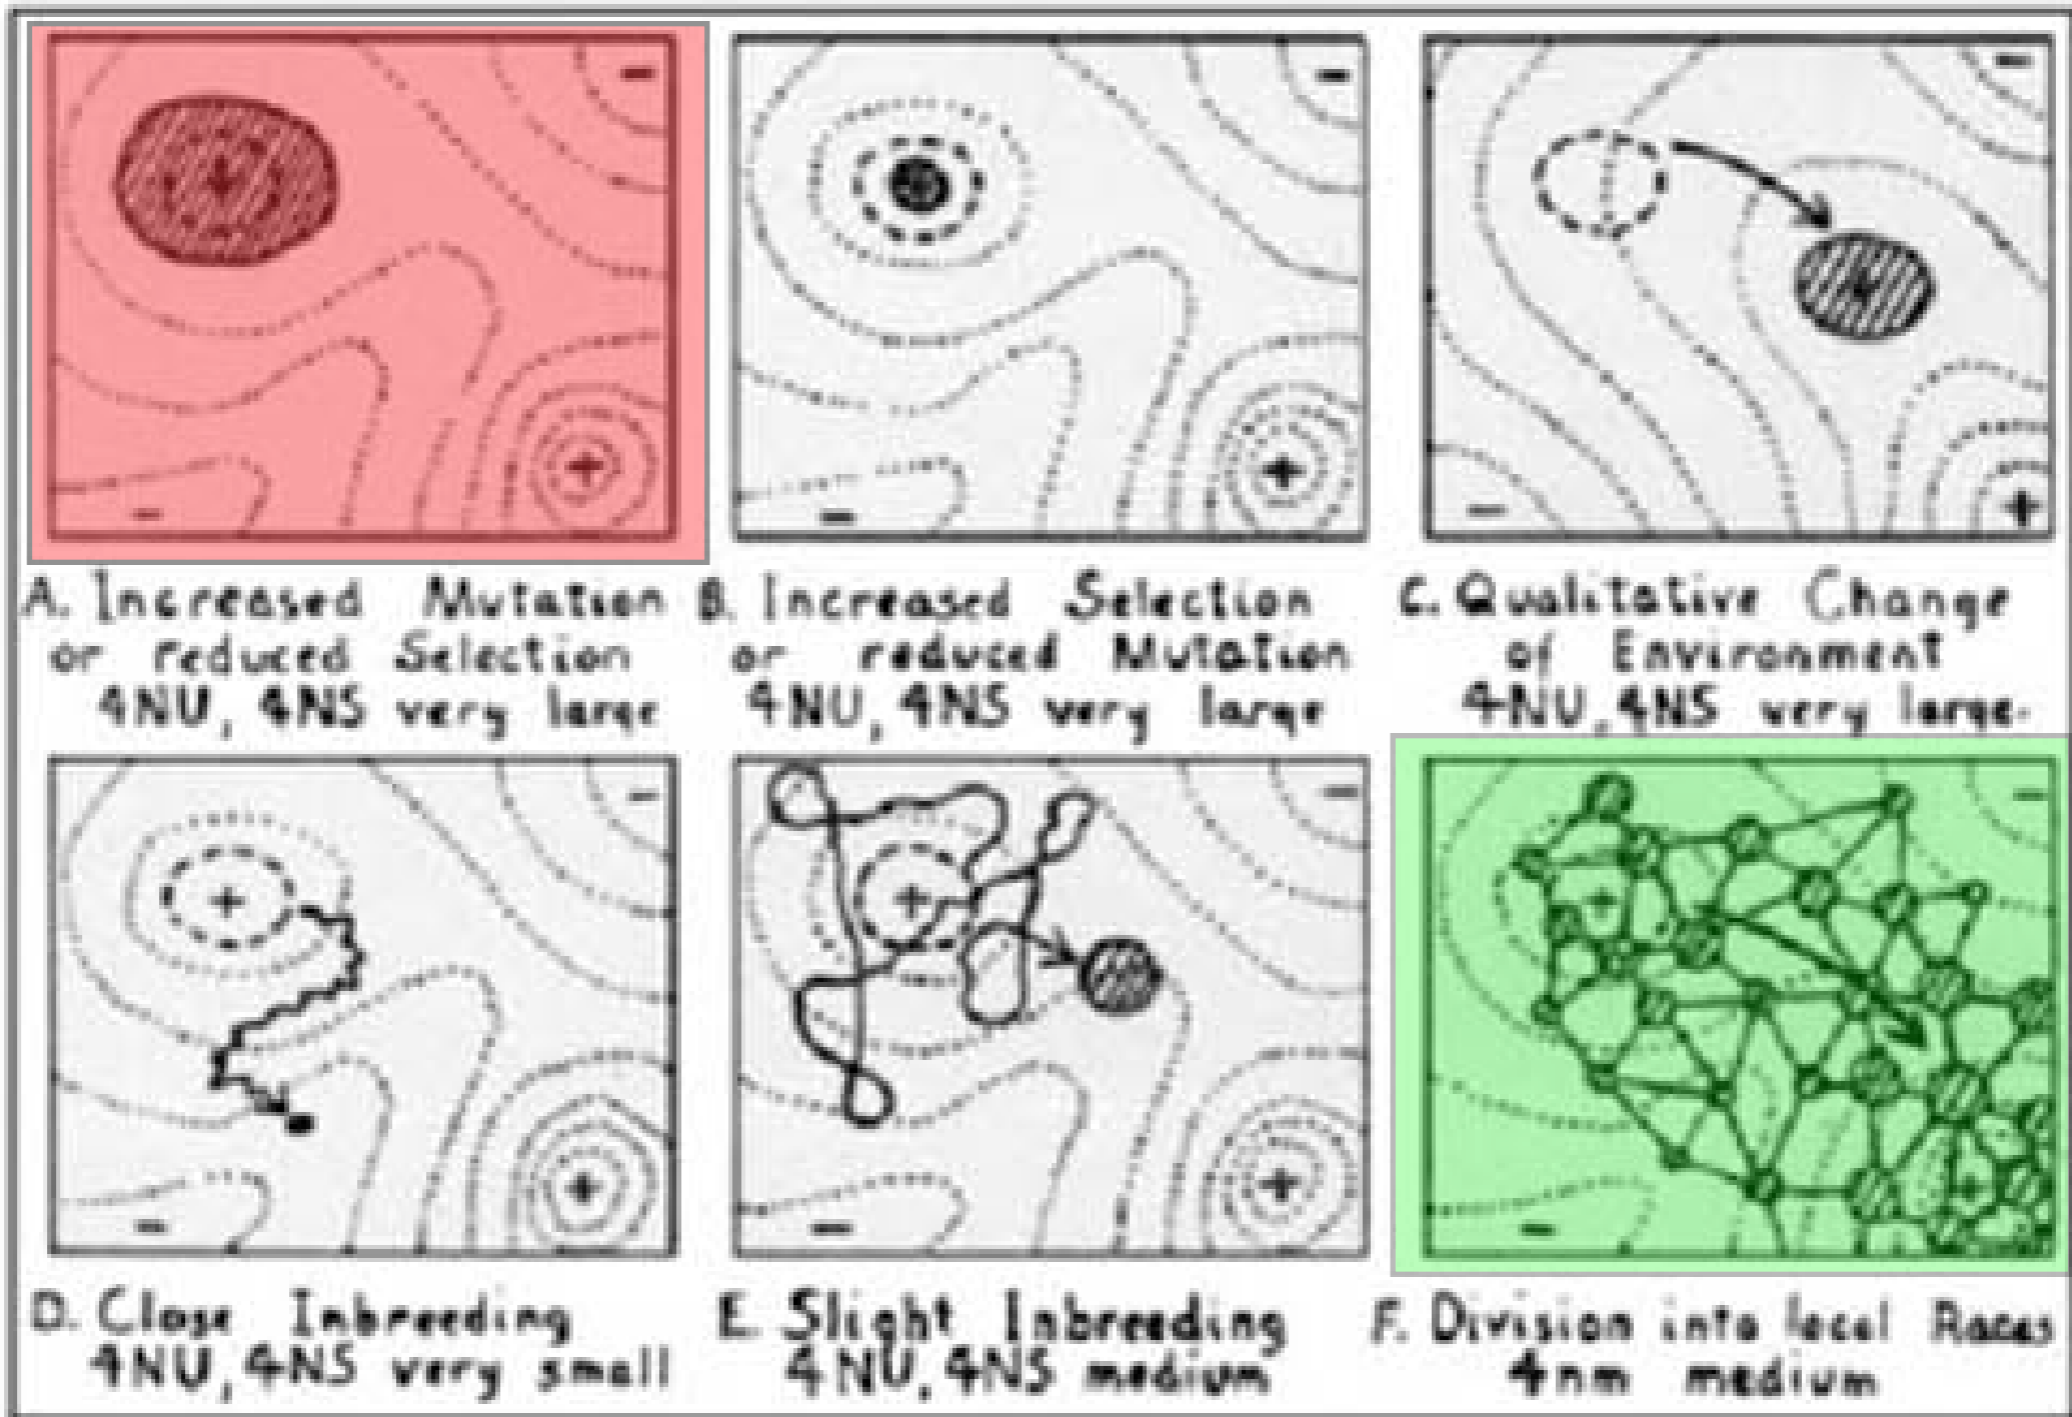 A. Increased Mutation
or reduced Selection
4NU, 4NS very large
B. Increased Selection
or reduced Mutation
4NU, 4NS very large
C. Qualitative Change
of Environment
4NU, 4NS very large.
D. Close Inbreeding
4NU, 4NS very small
E. Slight Inbreeding
4NU, 4NS medium
F. Division into local Races
4nm medium